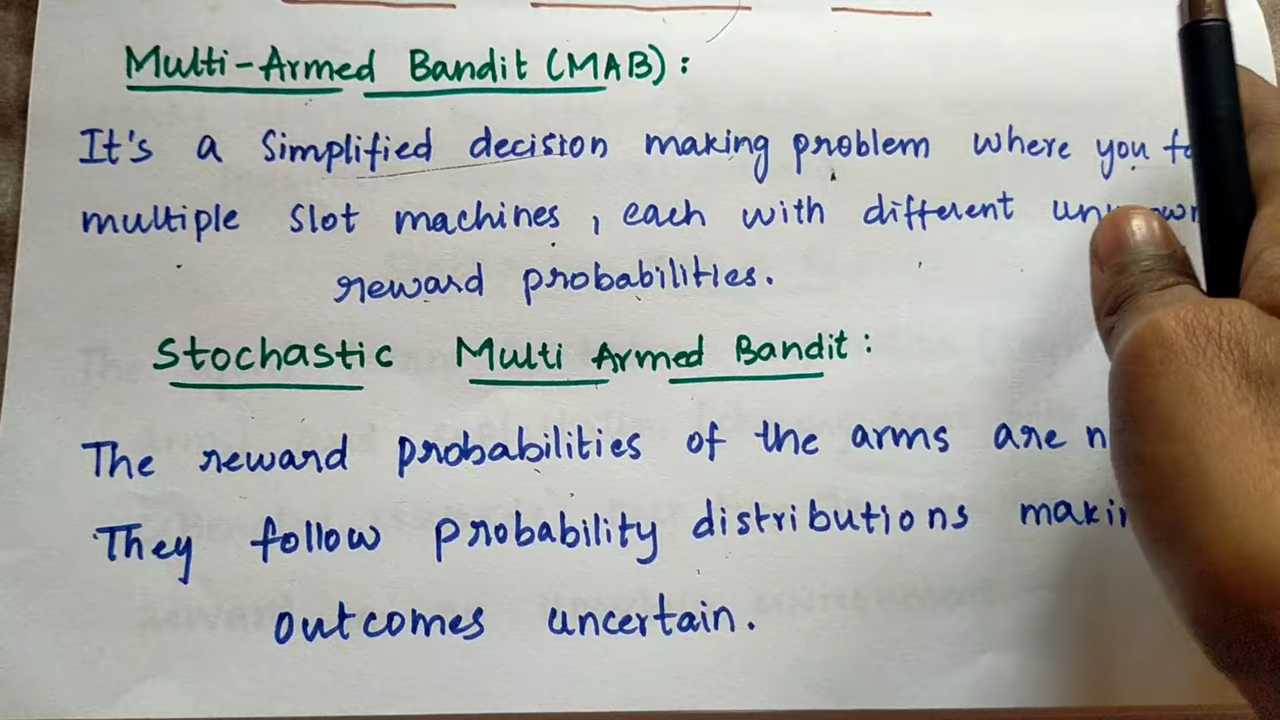 Multi-Armed Bandit (MAB) :
It's a simplified decision making problem where you
multiple slot machines, each with different
reward probabilities.
Stochastic Multi Armed Bandit :
The reward probabilities of the arms are
They follow probability distributions
outcomes uncertain.